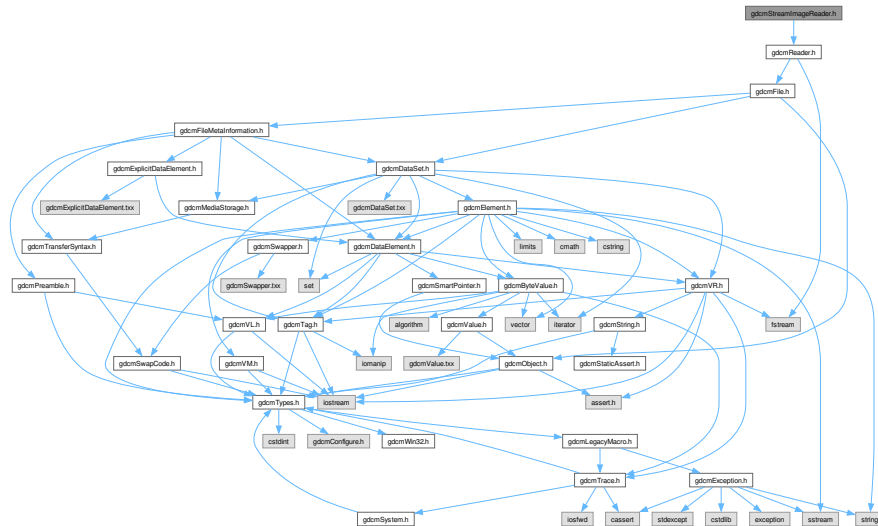 gdcmStreamImageReader.h
gdcmReader.h
gdcmFile.h
gdcmFileMetaInformation.h
gdcmExplicitDataElement.h
gdcmDataSet.h
gdcmExplicitDataElement.txx
gdcmMediaStorage.h
gdcmDataSet.txx
gdcmElement.h
gdcmTransferSyntax.h
gdcmSwapper.h
gdcmDataElement.h
limits
cmath
cstring
gdcmPreamble.h
gdcmSwapper.txx
set
gdcmSmartPointer.h
gdcmByteValue.h
gdcmVR.h
gdcmVL.h
gdcmTag.h
algorithm
gdcmValue.h
vector
iterator
gdcmString.h
fstream
gdcmSwapCode.h
gdcmVM.h
iomanip
gdcmValue.txx
gdcmObject.h
gdcmStaticAssert.h
gdcmTypes.h
iostream
assert.h
cstdint
gdcmConfigure.h
gdcmWin32.h
gdcmLegacyMacro.h
gdcmTrace.h
gdcmException.h
gdcmSystem.h
iosfwd
cassert
stdexcept
cstdlib
exception
sstream
string